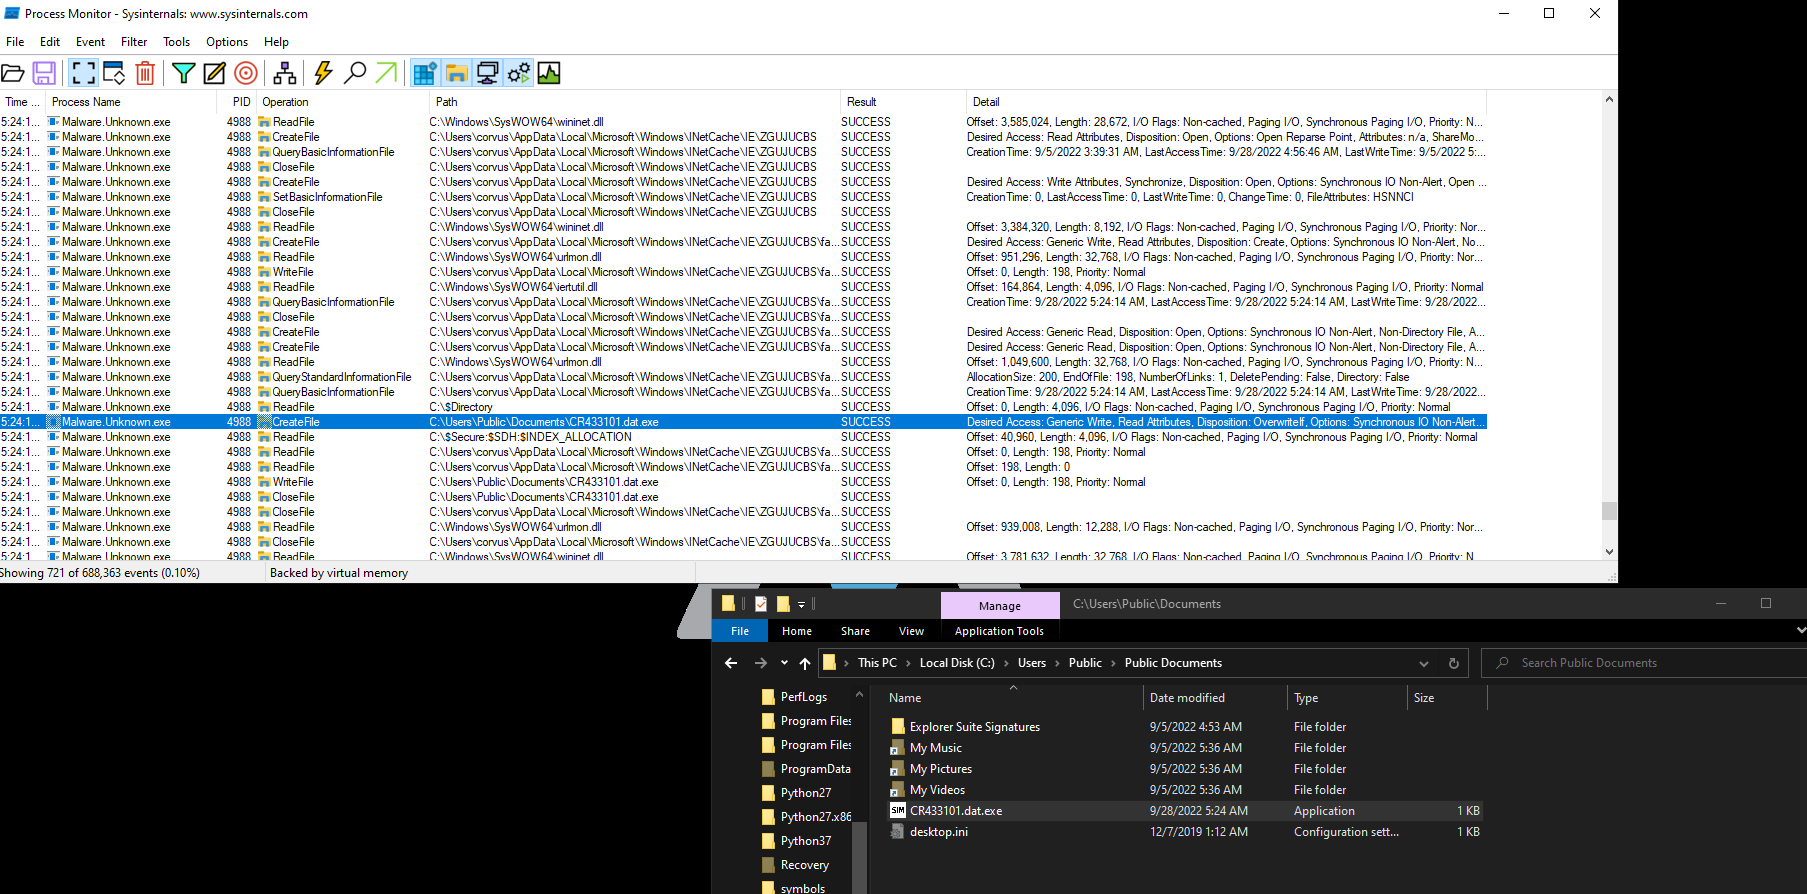 Process Monitor - Sysinternals: www.sysinternals.com
File Edit Event Filter Tools Options Help
Time ... Process Name PID Operation Path Result Detail
5:24:1... Malware.Unknown.exe 4988 ReadFile C:\Windows\SysWOW64\wininet.dll SUCCESS Offset: 3,585,024, Length: 28,672, I/O Flags: Non-cached, Paging I/O, Synchronous Paging I/O, Priority: Nor...
5:24:1... Malware.Unknown.exe 4988 CreateFile C:\Users\corvus\AppData\Local\Microsoft\Windows\INetCache\IE\ZGUJUCBS SUCCESS Desired Access: Read Attributes, Disposition: Open, Options: Open Reparse Point, Attributes: n/a, ShareMo...
5:24:1... Malware.Unknown.exe 4988 QueryBasicInformationFile C:\Users\corvus\AppData\Local\Microsoft\Windows\INetCache\IE\ZGUJUCBS SUCCESS CreationTime: 9/5/2022 3:39:31 AM, LastAccessTime: 9/28/2022 4:56:46 AM, LastWriteTime: 9/5/2022 5:...
5:24:1... Malware.Unknown.exe 4988 CloseFile C:\Users\corvus\AppData\Local\Microsoft\Windows\INetCache\IE\ZGUJUCBS SUCCESS
5:24:1... Malware.Unknown.exe 4988 CreateFile C:\Users\corvus\AppData\Local\Microsoft\Windows\INetCache\IE\ZGUJUCBS SUCCESS Desired Access: Write Attributes, Synchronize, Disposition: Open, Options: Synchronous IO Non-Alert, Open ...
5:24:1... Malware.Unknown.exe 4988 SetBasicInformationFile C:\Users\corvus\AppData\Local\Microsoft\Windows\INetCache\IE\ZGUJUCBS SUCCESS CreationTime: 0, LastAccessTime: 0, LastWriteTime: 0, ChangeTime: 0, FileAttributes: HSNNCI
5:24:1... Malware.Unknown.exe 4988 CloseFile C:\Users\corvus\AppData\Local\Microsoft\Windows\INetCache\IE\ZGUJUCBS SUCCESS
5:24:1... Malware.Unknown.exe 4988 ReadFile C:\Windows\SysWOW64\wininet.dll SUCCESS Offset: 3,384,320, Length: 8,192, I/O Flags: Non-cached, Paging I/O, Synchronous Paging I/O, Priority: Nor...
5:24:1... Malware.Unknown.exe 4988 CreateFile C:\Users\corvus\AppData\Local\Microsoft\Windows\INetCache\IE\ZGUJUCBS\fa... SUCCESS Desired Access: Generic Write, Read Attributes, Disposition: Create, Options: Synchronous IO Non-Alert, No...
5:24:1... Malware.Unknown.exe 4988 ReadFile C:\Windows\SysWOW64\urlmon.dll SUCCESS Offset: 951,296, Length: 32,768, I/O Flags: Non-cached, Paging I/O, Synchronous Paging I/O, Priority: Nor...
5:24:1... Malware.Unknown.exe 4988 WriteFile C:\Users\corvus\AppData\Local\Microsoft\Windows\INetCache\IE\ZGUJUCBS\fa... SUCCESS Offset: 0, Length: 198, Priority: Normal
5:24:1... Malware.Unknown.exe 4988 ReadFile C:\Windows\SysWOW64\iertutil.dll SUCCESS Offset: 164,864, Length: 4,096, I/O Flags: Non-cached, Paging I/O, Synchronous Paging I/O, Priority: Normal
5:24:1... Malware.Unknown.exe 4988 QueryBasicInformationFile C:\Users\corvus\AppData\Local\Microsoft\Windows\INetCache\IE\ZGUJUCBS\fa... SUCCESS CreationTime: 9/28/2022 5:24:14 AM, LastAccessTime: 9/28/2022 5:24:14 AM, LastWriteTime: 9/28/2022...
5:24:1... Malware.Unknown.exe 4988 CloseFile C:\Users\corvus\AppData\Local\Microsoft\Windows\INetCache\IE\ZGUJUCBS\fa... SUCCESS
5:24:1... Malware.Unknown.exe 4988 CreateFile C:\Users\corvus\AppData\Local\Microsoft\Windows\INetCache\IE\ZGUJUCBS\fa... SUCCESS Desired Access: Generic Read, Disposition: Open, Options: Synchronous IO Non-Alert, Non-Directory File, A...
5:24:1... Malware.Unknown.exe 4988 CreateFile C:\Users\corvus\AppData\Local\Microsoft\Windows\INetCache\IE\ZGUJUCBS\fa... SUCCESS Desired Access: Generic Read, Disposition: Open, Options: Synchronous IO Non-Alert, Non-Directory File, A...
5:24:1... Malware.Unknown.exe 4988 ReadFile C:\Windows\SysWOW64\urlmon.dll SUCCESS Offset: 1,049,600, Length: 32,768, I/O Flags: Non-cached, Paging I/O, Synchronous Paging I/O, Priority: N...
5:24:1... Malware.Unknown.exe 4988 QueryStandardInformationFile C:\Users\corvus\AppData\Local\Microsoft\Windows\INetCache\IE\ZGUJUCBS\fa... SUCCESS AllocationSize: 200, EndOfFile: 198, NumberOfLinks: 1, DeletePending: False, Directory: False
5:24:1... Malware.Unknown.exe 4988 QueryBasicInformationFile C:\Users\corvus\AppData\Local\Microsoft\Windows\INetCache\IE\ZGUJUCBS\fa... SUCCESS CreationTime: 9/28/2022 5:24:14 AM, LastAccessTime: 9/28/2022 5:24:14 AM, LastWriteTime: 9/28/2022...
5:24:1... Malware.Unknown.exe 4988 ReadFile C:\$Directory SUCCESS Offset: 0, Length: 4,096, I/O Flags: Non-cached, Paging I/O, Synchronous Paging I/O, Priority: Normal
5:24:1... Malware.Unknown.exe 4988 CreateFile C:\Users\Public\Documents\CR433101.dat.exe SUCCESS Desired Access: Generic Write, Read Attributes, Disposition: OverwriteIf, Options: Synchronous IO Non-Alert...
5:24:1... Malware.Unknown.exe 4988 ReadFile C:\$Secure:$SDH:$INDEX_ALLOCATION SUCCESS Offset: 40,960, Length: 4,096, I/O Flags: Non-cached, Paging I/O, Synchronous Paging I/O, Priority: Normal
5:24:1... Malware.Unknown.exe 4988 ReadFile C:\Users\corvus\AppData\Local\Microsoft\Windows\INetCache\IE\ZGUJUCBS\fa... SUCCESS Offset: 0, Length: 198, Priority: Normal
5:24:1... Malware.Unknown.exe 4988 ReadFile C:\Users\corvus\AppData\Local\Microsoft\Windows\INetCache\IE\ZGUJUCBS\fa... SUCCESS Offset: 198, Length: 0
5:24:1... Malware.Unknown.exe 4988 WriteFile C:\Users\Public\Documents\CR433101.dat.exe SUCCESS Offset: 0, Length: 198, Priority: Normal
5:24:1... Malware.Unknown.exe 4988 CloseFile C:\Users\Public\Documents\CR433101.dat.exe SUCCESS
5:24:1... Malware.Unknown.exe 4988 CloseFile C:\Users\corvus\AppData\Local\Microsoft\Windows\INetCache\IE\ZGUJUCBS\fa... SUCCESS
5:24:1... Malware.Unknown.exe 4988 ReadFile C:\Windows\SysWOW64\urlmon.dll SUCCESS Offset: 939,008, Length: 12,288, I/O Flags: Non-cached, Paging I/O, Synchronous Paging I/O, Priority: Nor...
5:24:1... Malware.Unknown.exe 4988 CloseFile C:\Users\corvus\AppData\Local\Microsoft\Windows\INetCache\IE\ZGUJUCBS\fa... SUCCESS
5:24:1... Malware.Unknown.exe 4988 ReadFile C:\Windows\SysWOW64\wininet.dll SUCCESS Offset: 3,781,632, Length: 32,768, I/O Flags: Non-cached, Paging I/O, Synchronous Paging I/O, Priority: N
Showing 721 of 688,363 events (0.10%) Backed by virtual memory
Manage C:\Users\Public\Documents
File Home Share View Application Tools
This PC > Local Disk (C:) > Users > Public > Public Documents Search Public Documents
PerfLogs
Program Files
Program Files
ProgramData
Python27
Python27.x86
Python37
Recovery
symbols
Name Date modified Type Size
Explorer Suite Signatures 9/5/2022 4:53 AM File folder
My Music 9/5/2022 5:36 AM File folder
My Pictures 9/5/2022 5:36 AM File folder
My Videos 9/5/2022 5:36 AM File folder
SIM CR433101.dat.exe 9/28/2022 5:24 AM Application 1 KB
desktop.ini 12/7/2019 1:12 AM Configuration sett... 1 KB